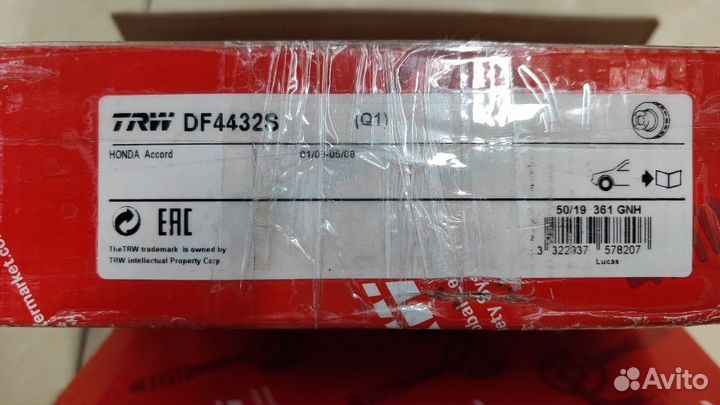 TRW DF4432S (Q1)
HONDA Accord 01/03-05/08
50/19 361 GNH
EAC
3 322937 578207
Lucas
TheTRW trademark is owned by
TRW intellectual Property Corp
Avito